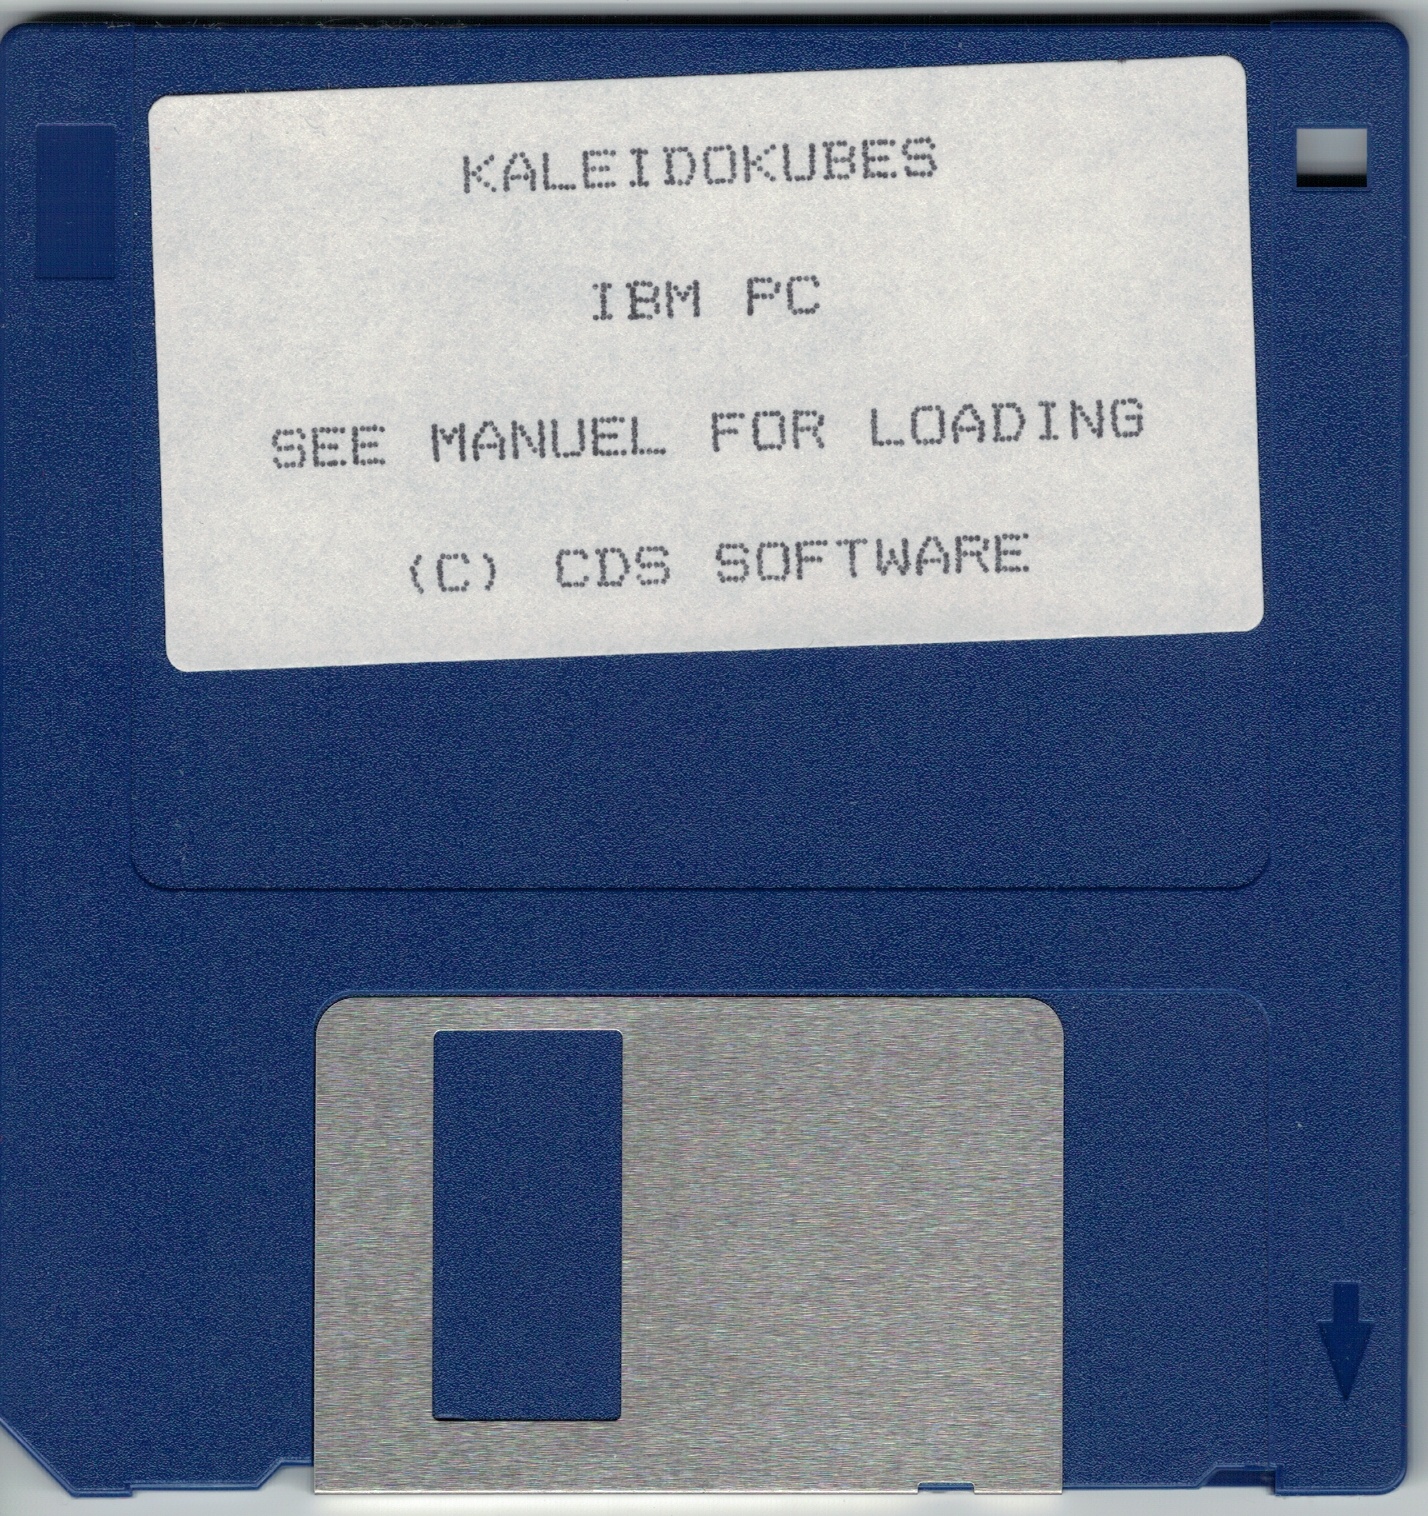 KALEIDOKUBES
IBM PC
SEE MANUEL FOR LOADING
(C) CDS SOFTWARE